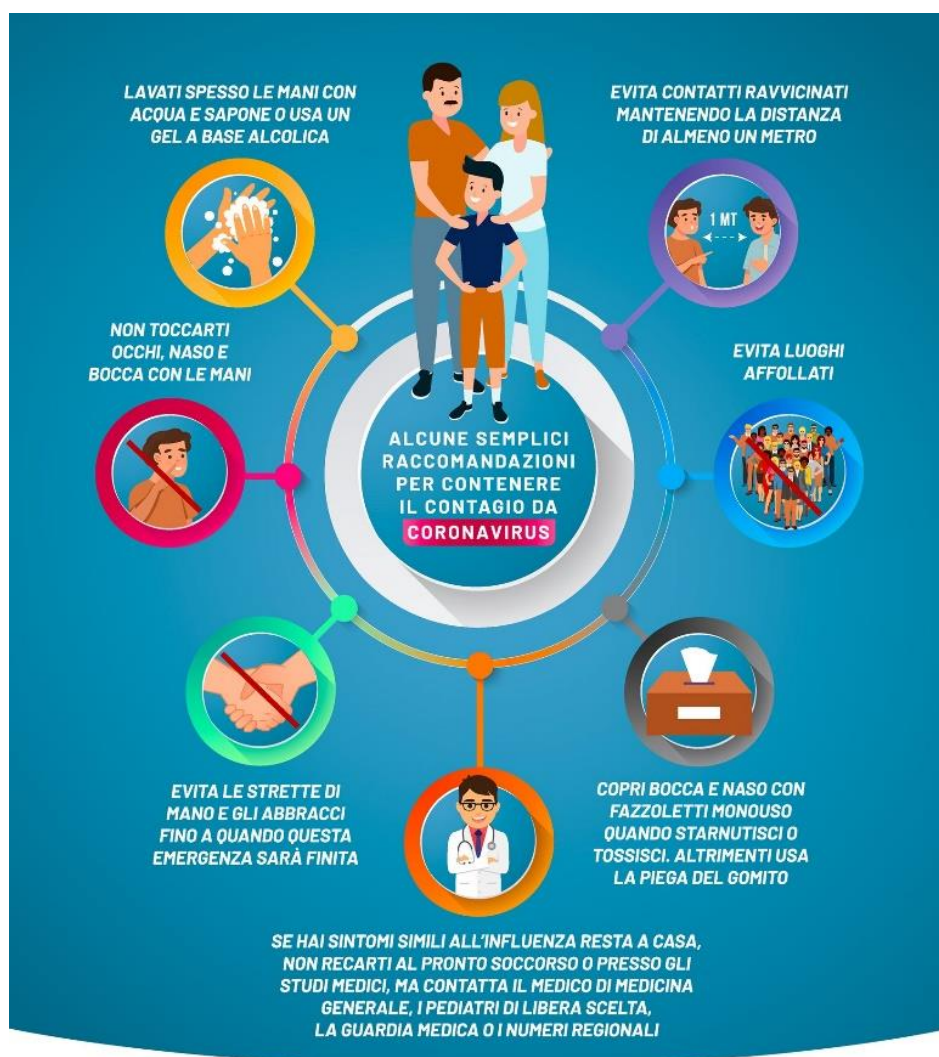 LAVATI SPESSO LE MANI CON
ACQUA E SAPONE O USA UN
GEL A BASE ALCOLICA
EVITA CONTATTI RAVVICINATI
MANTENENDO LA DISTANZA
DI ALMENO UN METRO
1 MT
NON TOCCARTI
OCCHI, NASO E
BOCCA CON LE MANI
EVITA LUOGHI
AFFOLLATI
ALCUNE SEMPLICI
RACCOMANDAZIONI
PER CONTENERE
IL CONTAGIO DA
CORONAVIRUS
EVITA LE STRETTE DI
MANO E GLI ABBRACCI
FINO A QUANDO QUESTA
EMERGENZA SARÀ FINITA
COPRI BOCCA E NASO CON
FAZZOLETTI MONOUSO
QUANDO STARNUTISCI O
TOSSISCI. ALTRIMENTI USA
LA PIEGA DEL GOMITO
SE HAI SINTOMI SIMILI ALL'INFLUENZA RESTA A CASA,
NON RECARTI AL PRONTO SOCCORSO O PRESSO GLI
STUDI MEDICI, MA CONTATTA IL MEDICO DI MEDICINA
GENERALE, I PEDIATRI DI LIBERA SCELTA,
LA GUARDIA MEDICA O I NUMERI REGIONALI